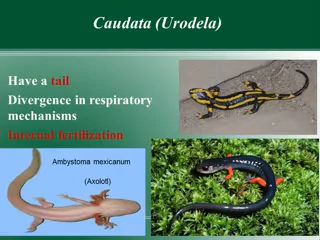 Caudata (Urodela)
Have a tail
Divergence in respiratory
mechanisms
Internal fertilization
Ambystoma mexicanum
(Axolotl)